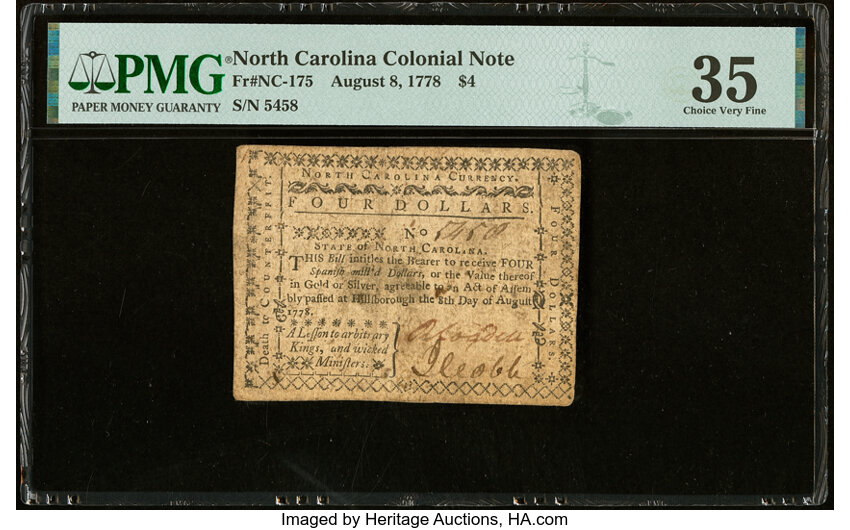 PMG
PAPER MONEY GUARANTY
®North Carolina Colonial Note
Fr#NC-175 August 8, 1778 $4
S/N 5458
35
Choice Very Fine
NORTH CAROLINA CURRENCY.
FOUR DOLLARS.
No 5458
STATE OF NORTH CAROLINA.
THIS Bill intitles the Bearer to receive FOUR
Spanish mill'd Dollars, or the Value thereof
in Gold or Silver, agreeable to an Act of Assem
bly passed at Hillsborough the 8th Day of August
1778.
A Lesson to arbitrary
Kings, and wicked
Ministers.
J Cobb
Death to COUNTERFEIT
FOUR DOLLARS.
Imaged by Heritage Auctions, HA.com